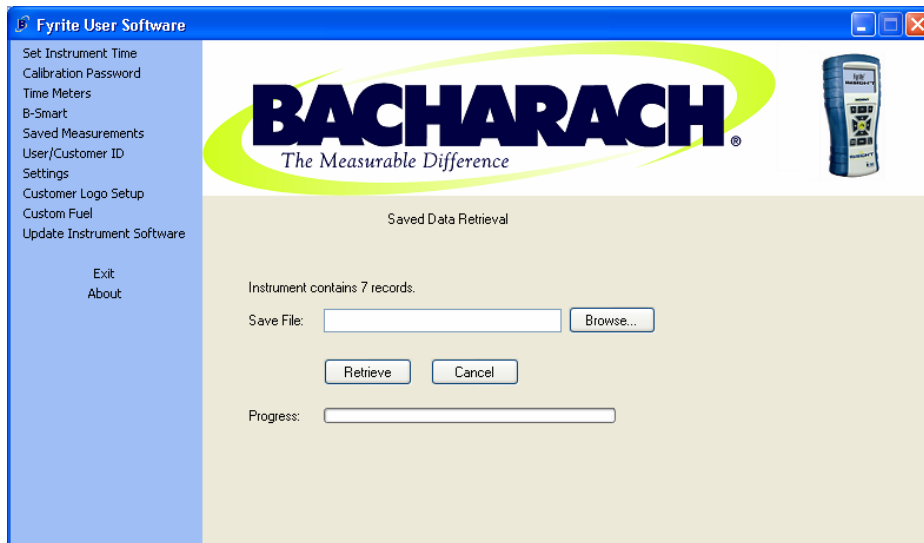 Fyrite User Software
Set Instrument Time
Calibration Password
Time Meters
B-Smart
Saved Measurements
User/Customer ID
Settings
Customer Logo Setup
Custom Fuel
Update Instrument Software
Exit
About
BACHARACH®
The Measurable Difference
Saved Data Retrieval
Instrument contains 7 records.
Save File:
Browse...
Retrieve
Cancel
Progress: